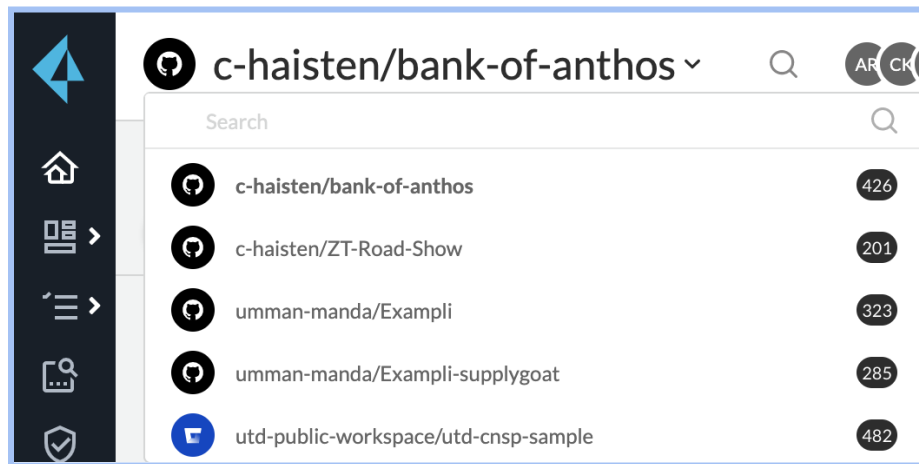 c-haisten/bank-of-anthos
AR CK
Search
c-haisten/bank-of-anthos 426
c-haisten/ZT-Road-Show 201
umman-manda/Exampli 323
umman-manda/Exampli-supplygoat 285
utd-public-workspace/utd-cnsp-sample 482